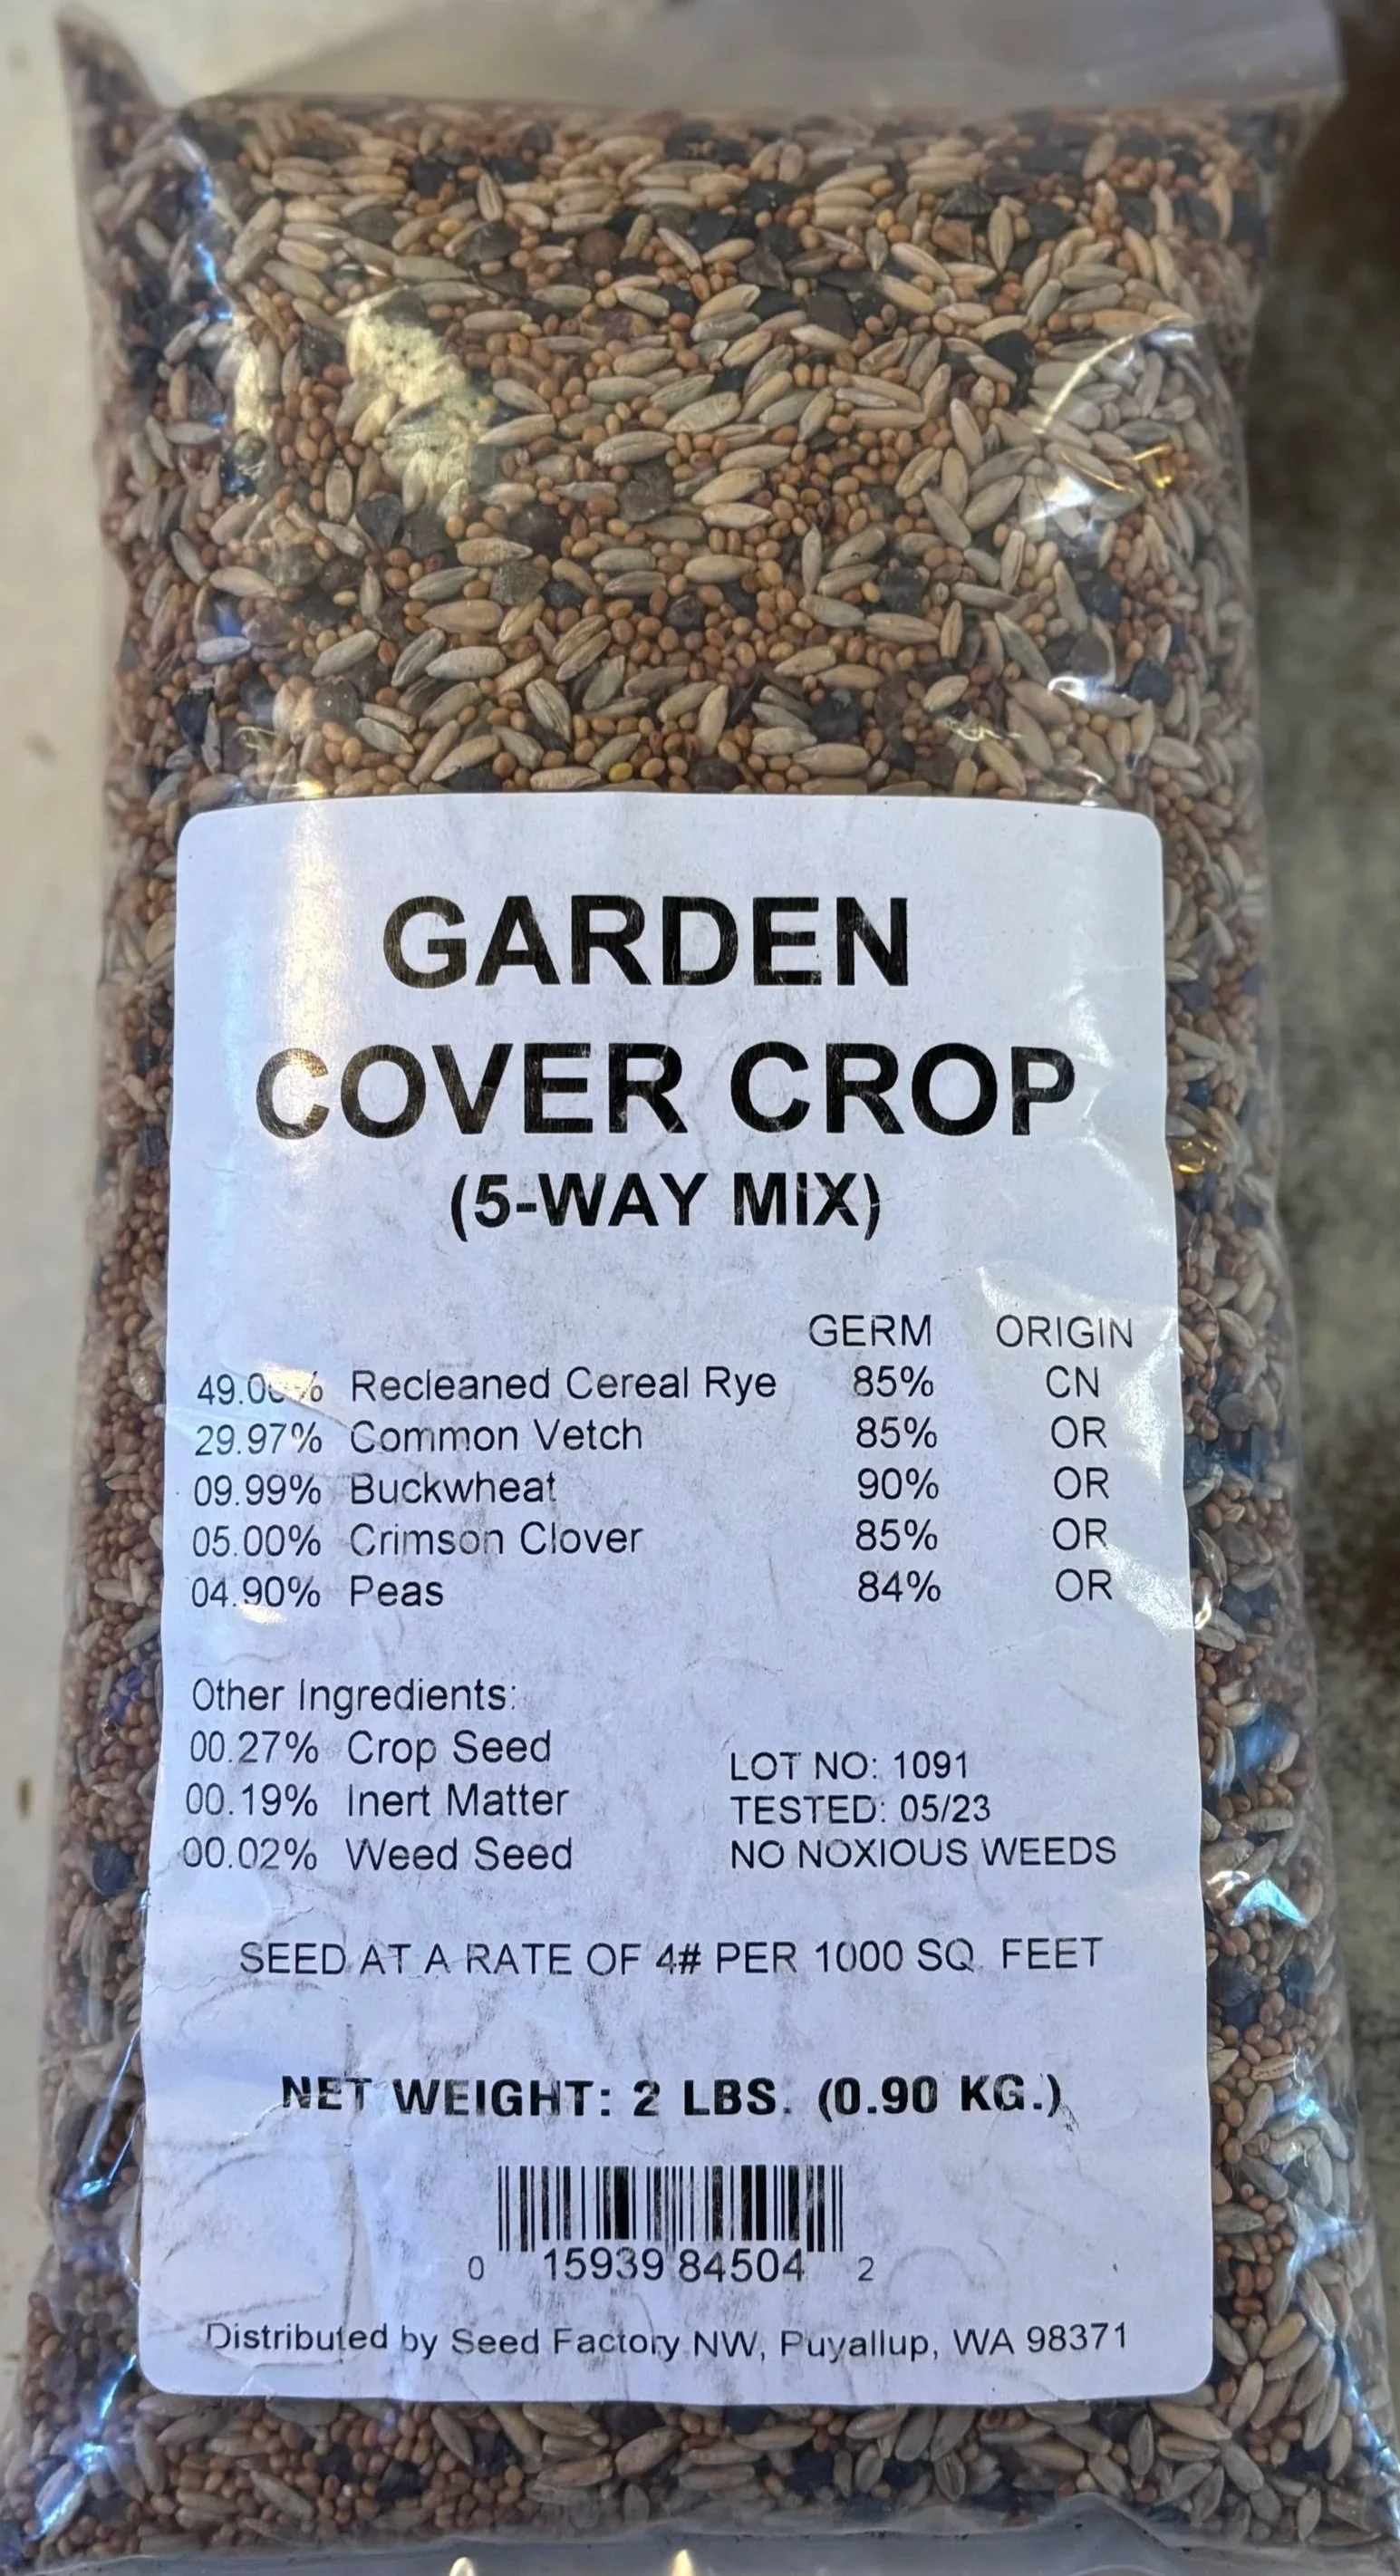 GARDEN
COVER CROP
(5-WAY MIX)
GERM ORIGIN
Recleaned Cereal Rye 85% CN
29.97% Common Vetch 85% OR
09.99% Buckwheat 90% OR
05.00% Crimson Clover 85% OR
04.90% Peas 84% OR
Other Ingredients:
00.27% Crop Seed
00.19% Inert Matter
00.02% Weed Seed
LOT NO: 1091
TESTED: 05/23
NO NOXIOUS WEEDS
SEED AT A RATE OF 4# PER 1000 SQ. FEET
NET WEIGHT: 2 LBS. (0.90 KG.)
0 15939 84504 2
Distributed by Seed Factory NW, Puyallup, WA 98371